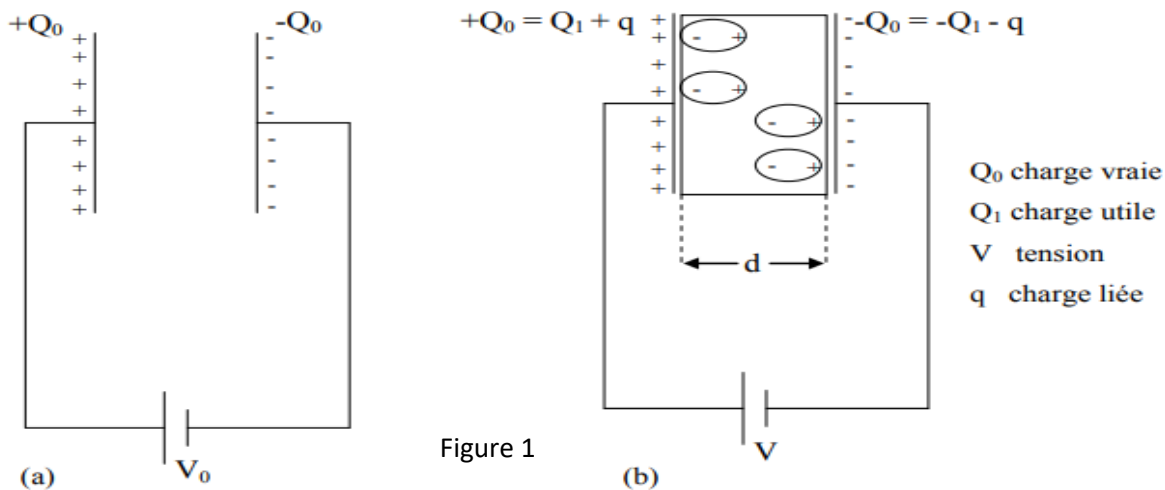 +Q₀
-Q₀
V₀
(a)
+Q₀ = Q₁ + q
-Q₀ = -Q₁ - q
d
V
(b)
Q₀ charge vraie
Q₁ charge utile
V tension
q charge liée
Figure 1